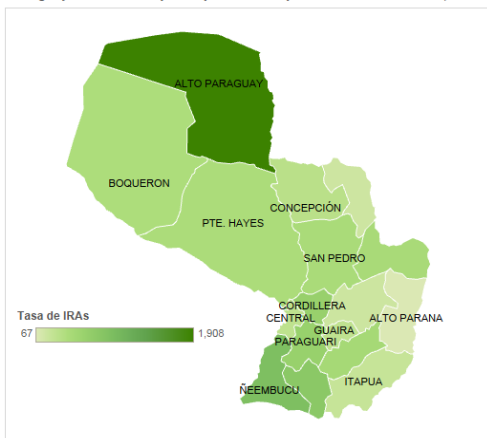 ALTO PARAGUAY
BOQUERON
CONCEPCIÓN
PTE. HAYES
SAN PEDRO
CORDILLERA
CENTRAL
ALTO PARANA
GUAIRA
PARAGUARI
ITAPUA
ÑEEMBUCU
Tasa de IRAs
67
1,908